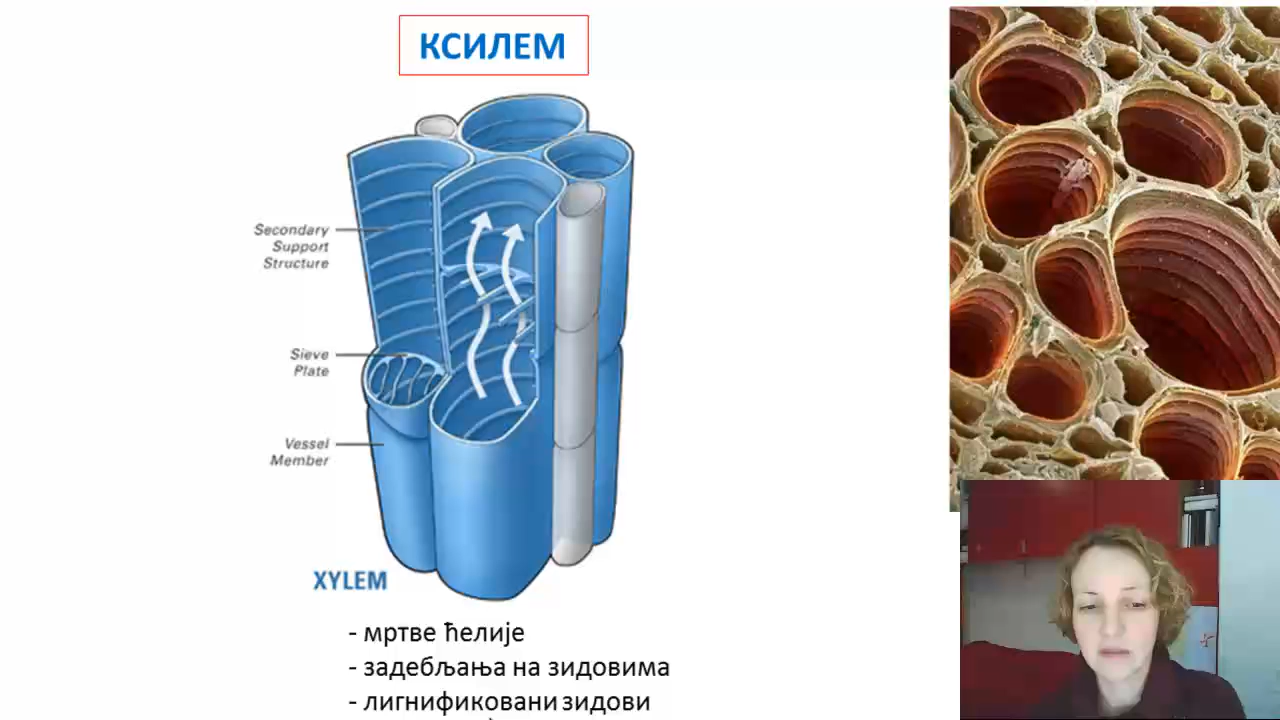 КСИЛЕМ
Secondary
Support
Structure
Sieve
Plate
Vessel
Member
XYLEM
- мртве ћелије
- задебљања на зидовима
- лигнификовани зидови